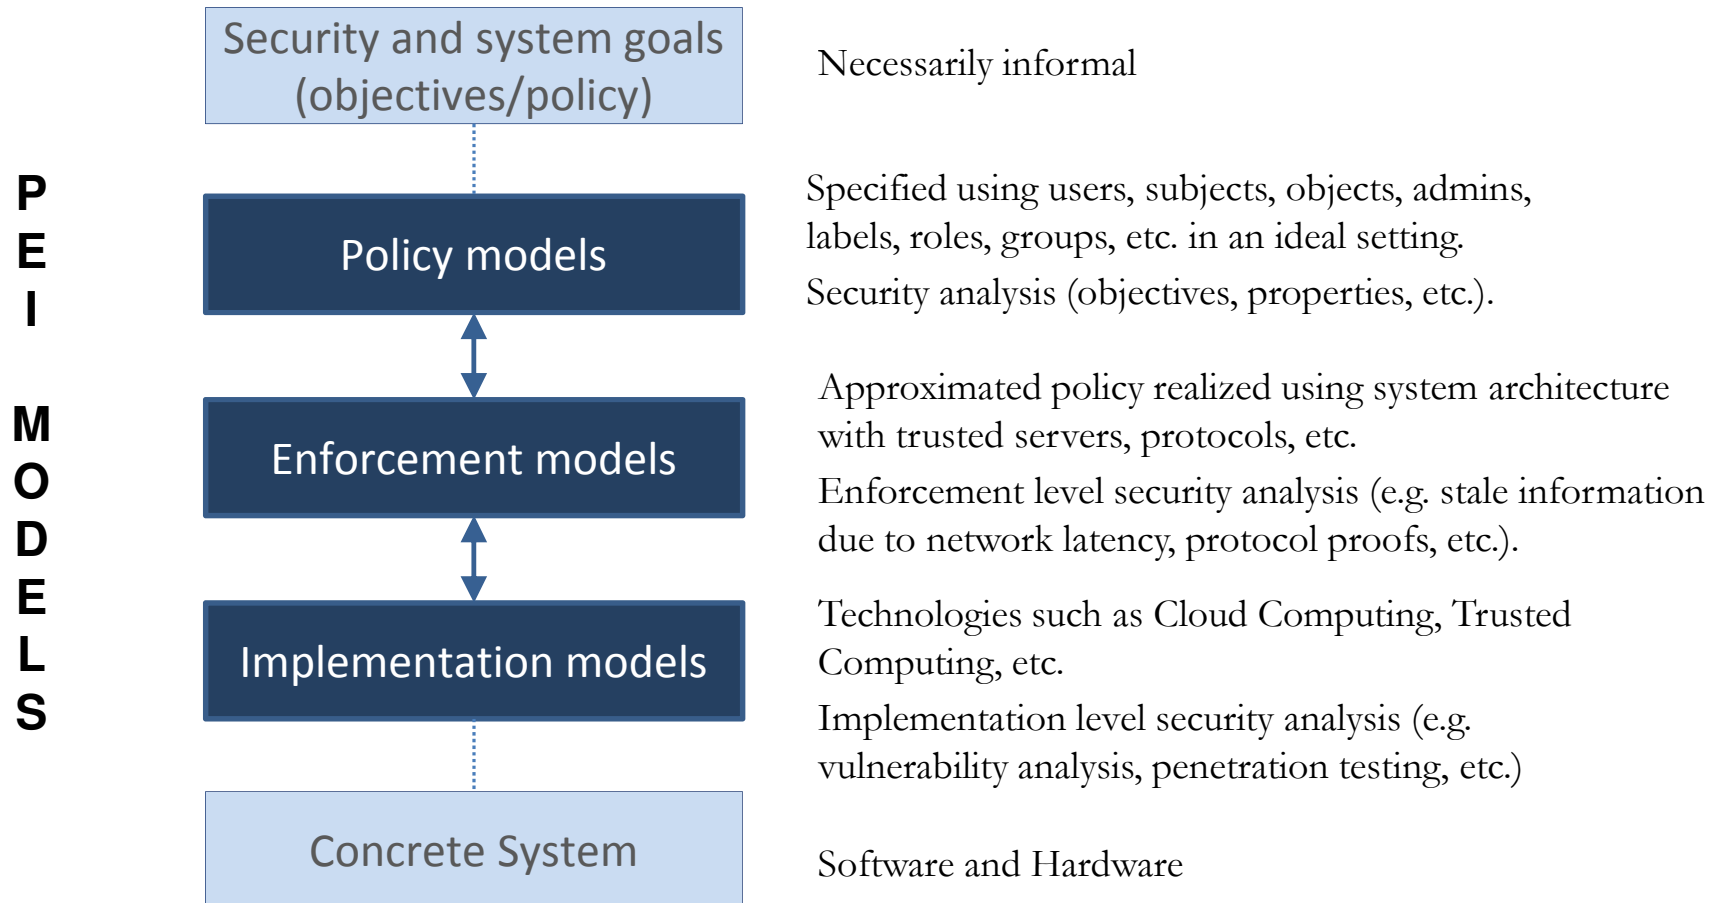 Security and system goals
(objectives/policy)
Necessarily informal
PEI MODELS
Policy models
Specified using users, subjects, objects, admins,
labels, roles, groups, etc. in an ideal setting.
Security analysis (objectives, properties, etc.).
Enforcement models
Approximated policy realized using system architecture
with trusted servers, protocols, etc.
Enforcement level security analysis (e.g. stale information
due to network latency, protocol proofs, etc.).
Implementation models
Technologies such as Cloud Computing, Trusted
Computing, etc.
Implementation level security analysis (e.g.
vulnerability analysis, penetration testing, etc.)
Concrete System
Software and Hardware